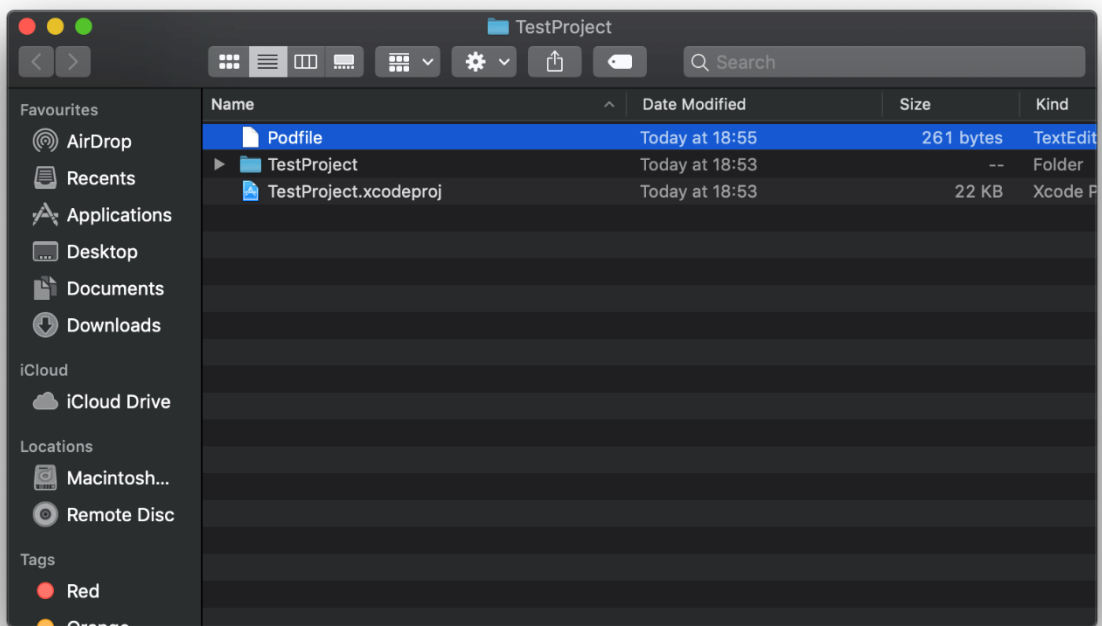 TestProject
Search
Favourites
AirDrop
Recents
Applications
Desktop
Documents
Downloads
iCloud
iCloud Drive
Locations
Macintosh...
Remote Disc
Tags
Red
Orange
Name Date Modified Size Kind
Podfile Today at 18:55 261 bytes TextEdit
TestProject Today at 18:53 -- Folder
TestProject.xcodeproj Today at 18:53 22 KB Xcode P